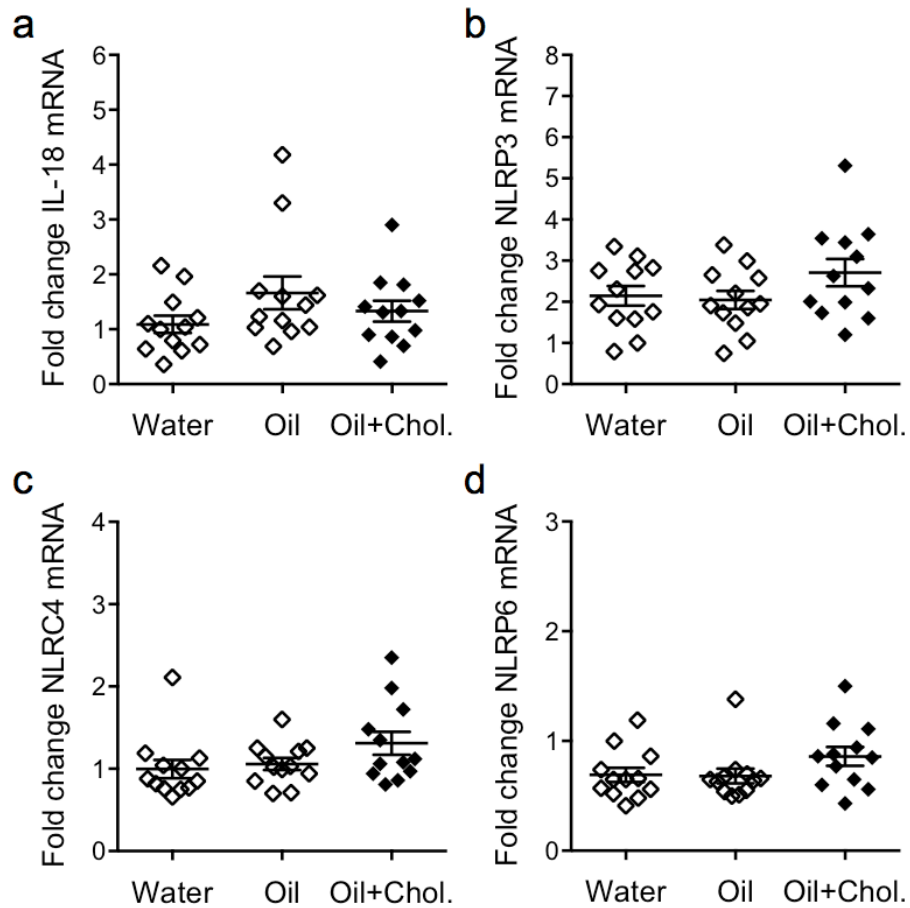 a
Fold change IL-18 mRNA
6
5
4
3
2
1
0
Water Oil Oil+Chol.
b
Fold change NLRP3 mRNA
8
7
6
5
4
3
2
1
0
Water Oil Oil+Chol.
c
Fold change NLRC4 mRNA
4
3
2
1
0
Water Oil Oil+Chol.
d
Fold change NLRP6 mRNA
3
2
1
0
Water Oil Oil+Chol.